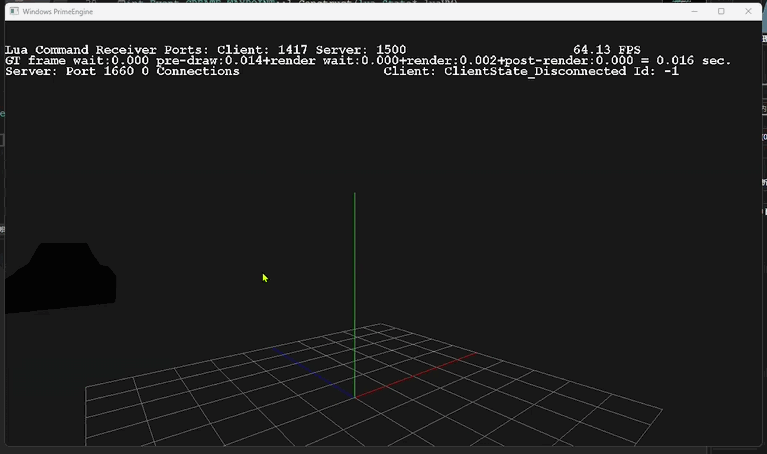 Windows PrimeEngine
Lua Command Receiver Ports: Client: 1417 Server: 1500 64.13 FPS
GT frame wait:0.000 pre-draw:0.014+render wait:0.000+render:0.002+post-render:0.000 = 0.016 sec.
Server: Port 1660 0 Connections Client: ClientState_Disconnected Id: -1